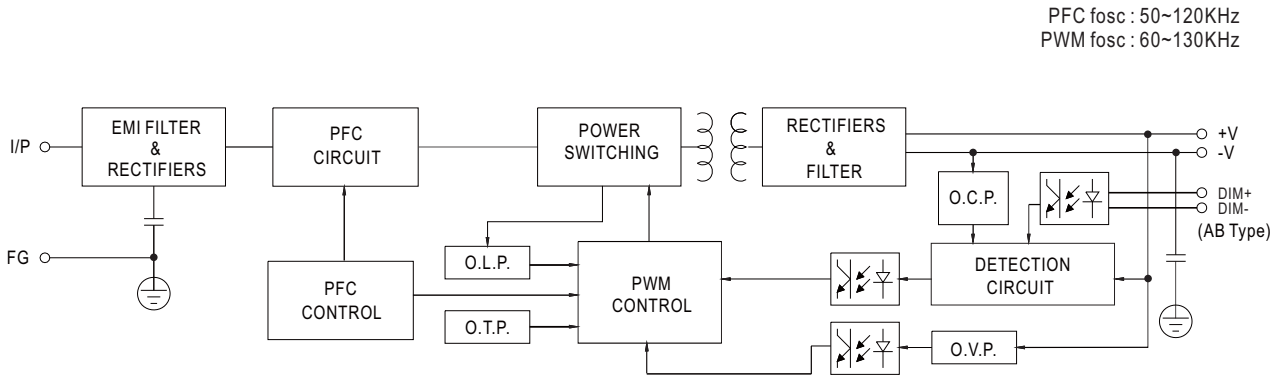 PFC fosc : 50~120KHz
PWM fosc : 60~130KHz
I/P
EMI FILTER
&
RECTIFIERS
PFC
CIRCUIT
POWER
SWITCHING
RECTIFIERS
&
FILTER
+V
-V
O.C.P.
DIM+
DIM-
(AB Type)
FG
O.L.P.
PFC
CONTROL
PWM
CONTROL
DETECTION
CIRCUIT
O.T.P.
O.V.P.